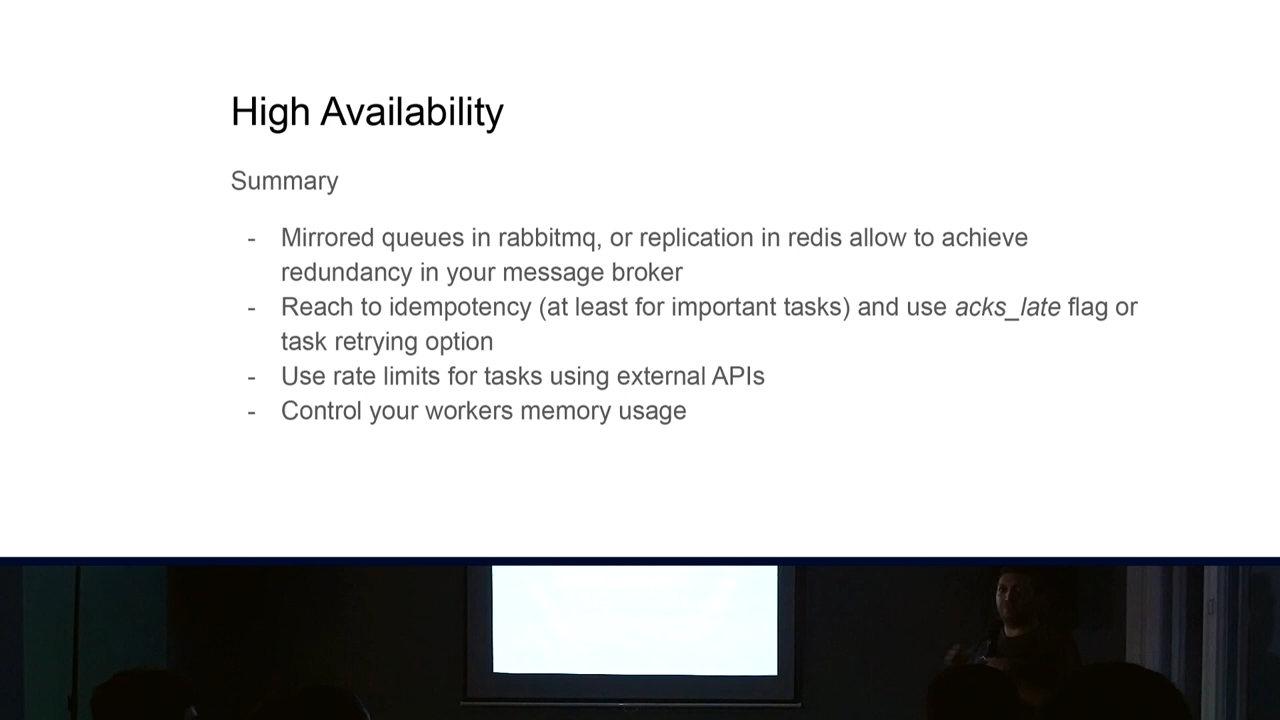 High Availability
Summary
- Mirrored queues in rabbitmq, or replication in redis allow to achieve
redundancy in your message broker
- Reach to idempotency (at least for important tasks) and use acks_late flag or
task retrying option
- Use rate limits for tasks using external APIs
- Control your workers memory usage